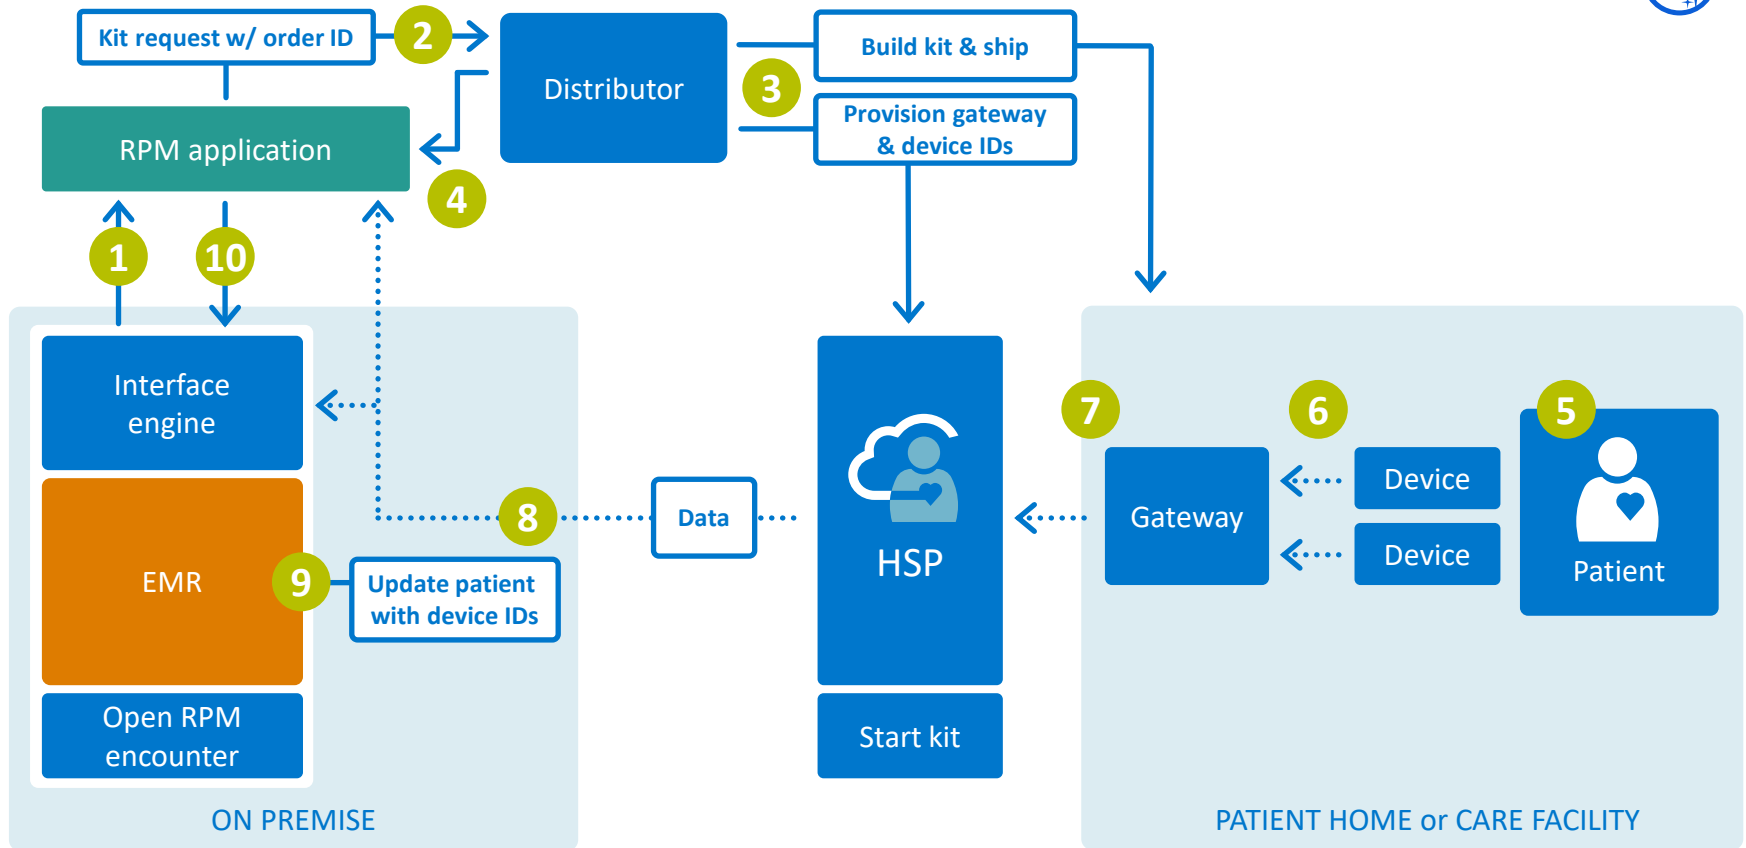 Kit request w/ order ID
2
Distributor
3
Build kit & ship
Provision gateway
& device IDs
RPM application
4
1
10
Interface
engine
EMR
Open RPM
encounter
9
Update patient
with device IDs
8
Data
HSP
Start kit
7
6
5
Gateway
Device
Device
Patient
ON PREMISE
PATIENT HOME or CARE FACILITY